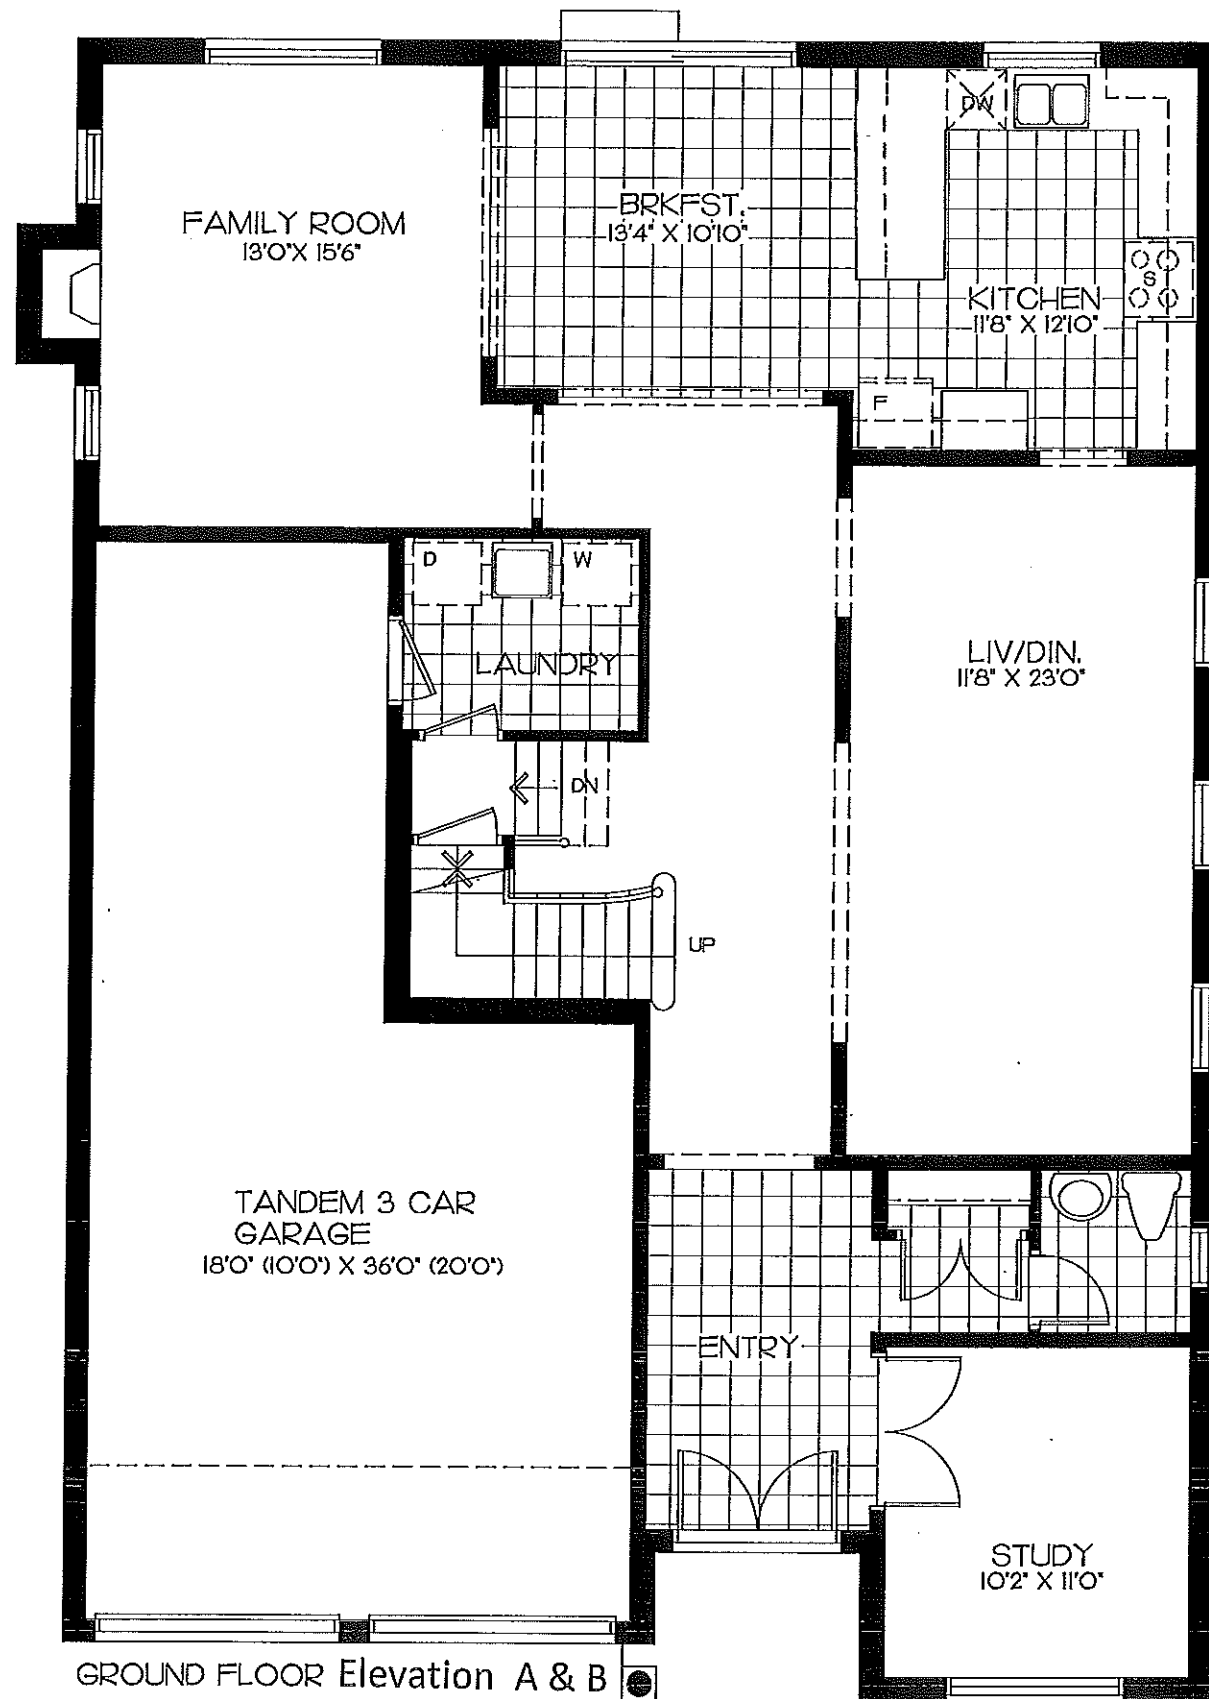 FAMILY ROOM
13'0" X 15'6"
BRKFST.
13'4" X 10'10"
DW
S
KITCHEN
11'8" X 12'10"
F
D
W
LAUNDRY
LIV/DIN.
11'8" X 23'0"
DN
UP
TANDEM 3 CAR
GARAGE
18'0" (10'0") X 36'0" (20'0")
ENTRY
STUDY
10'2" X 11'0"
GROUND FLOOR Elevation A & B